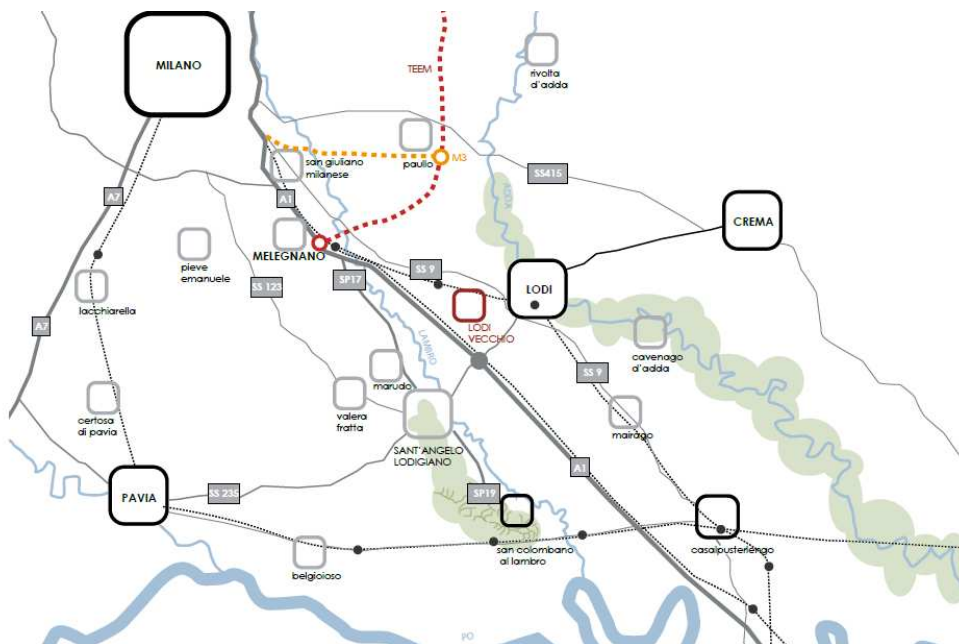 MILANO
TEEM
rivolta
d'adda
paullo
M3
san giuliano
milanese
SS415
ADDA
A7
A1
CREMA
MELEGNANO
pieve
emanuele
SS 9
LODI
SS 123
SP17
lacchiarella
LODI
VECCHIO
A7
LAMBRO
cavenago
d'adda
marudo
SS 9
valera
fratta
certosa
di pavia
mairago
SANT'ANGELO
LODIGIANO
A1
PAVIA
SS 235
SP19
san colombano
al lambro
casalpusterlengo
belgioioso
PO